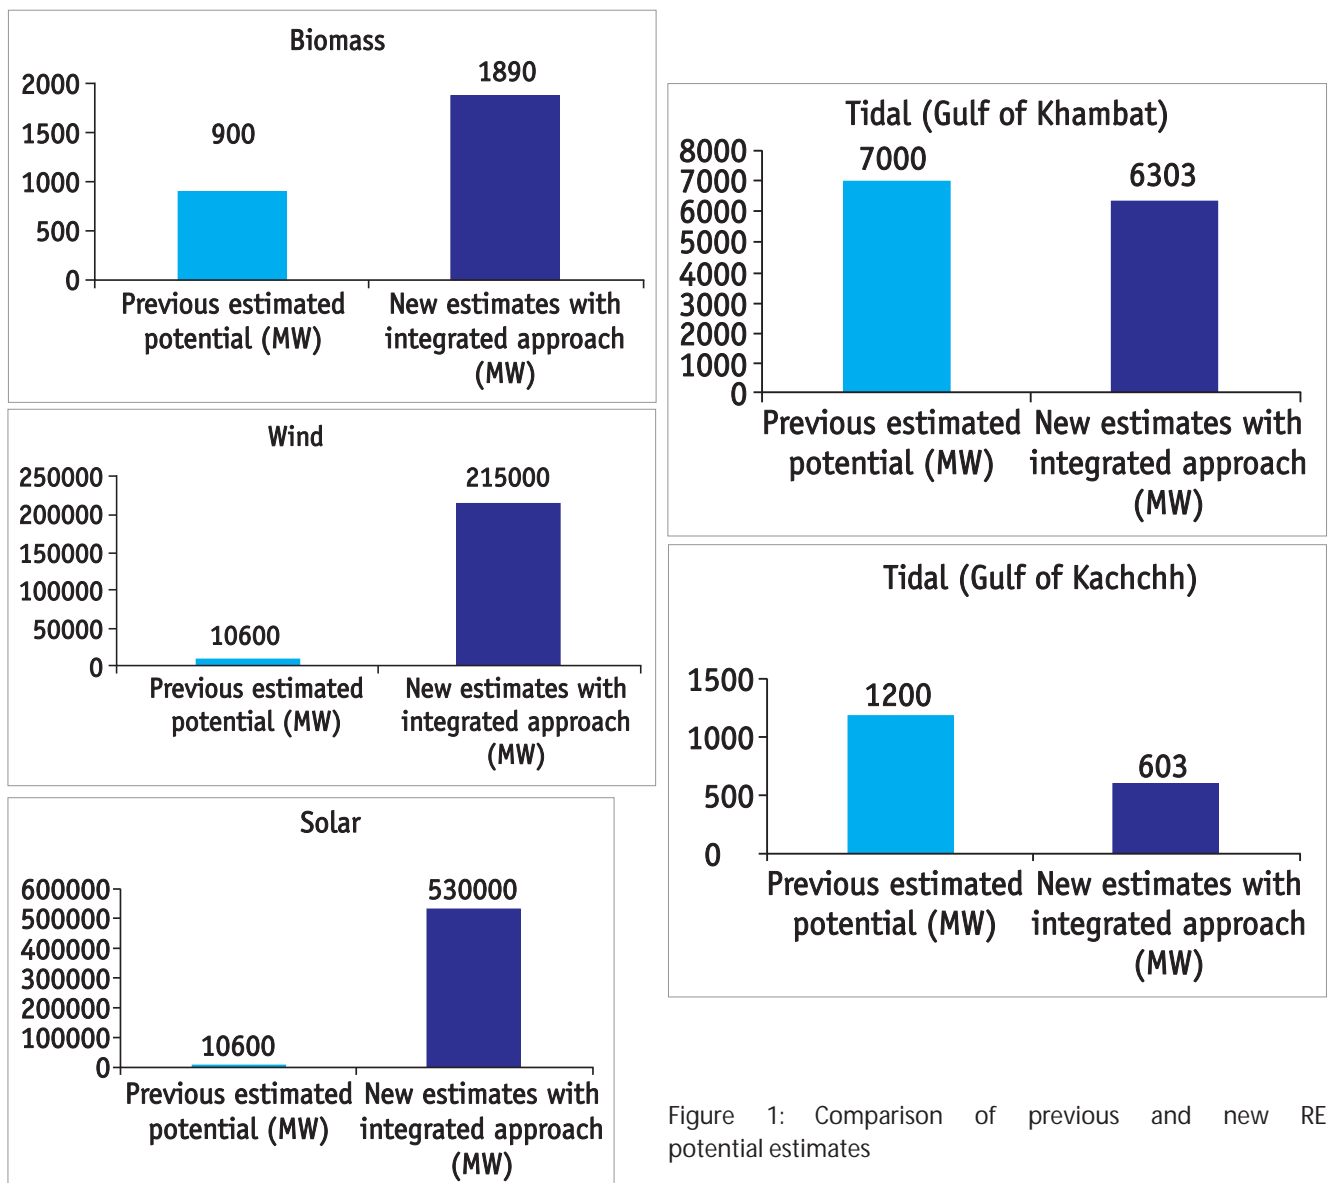 Biomass
2000
1500
1000
500
0
900
1890
Previous estimated
potential (MW)
New estimates with
integrated approach
(MW)
Wind
250000
200000
150000
100000
50000
0
10600
215000
Previous estimated
potential (MW)
New estimates with
integrated approach
(MW)
Solar
600000
500000
400000
300000
200000
100000
0
10600
530000
Previous estimated
potential (MW)
New estimates with
integrated approach
(MW)
Tidal (Gulf of Khambat)
8000
7000
6000
5000
4000
3000
2000
1000
0
7000
6303
Previous estimated
potential (MW)
New estimates with
integrated approach
(MW)
Tidal (Gulf of Kachchh)
1500
1000
500
0
1200
603
Previous estimated
potential (MW)
New estimates with
integrated approach
(MW)
Figure 1: Comparison of previous and new RE
potential estimates